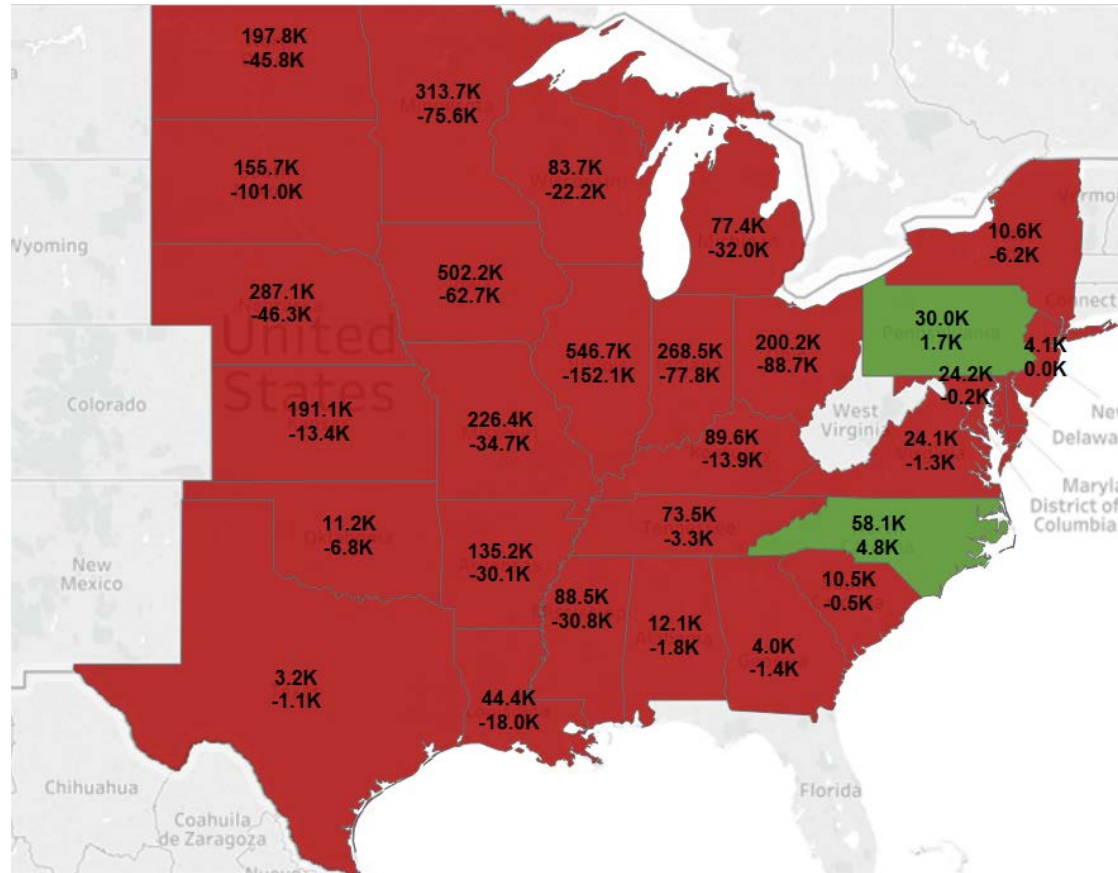 197.8K
-45.8K
313.7K
-75.6K
155.7K
-101.0K
83.7K
-22.2K
77.4K
-32.0K
10.6K
-6.2K
Vermo
Wyoming
287.1K
-46.3K
502.2K
-62.7K
Connect
United
States
546.7K
-152.1K
268.5K
-77.8K
200.2K
-88.7K
30.0K
Pennsylvania
1.7K
4.1K
0.0K
24.2K
-0.2K
Colorado
191.1K
-13.4K
226.4K
-34.7K
89.6K
-13.9K
West
Virginia
24.1K
-1.3K
Delawa
Maryla
District of
Columbia
New
Mexico
11.2K
-6.8K
135.2K
-30.1K
73.5K
Tennessee
-3.3K
58.1K
4.8K
88.5K
-30.8K
12.1K
-1.8K
4.0K
-1.4K
10.5K
-0.5K
3.2K
-1.1K
44.4K
-18.0K
Chihuahua
Coahuila
de Zaragoza
Florida